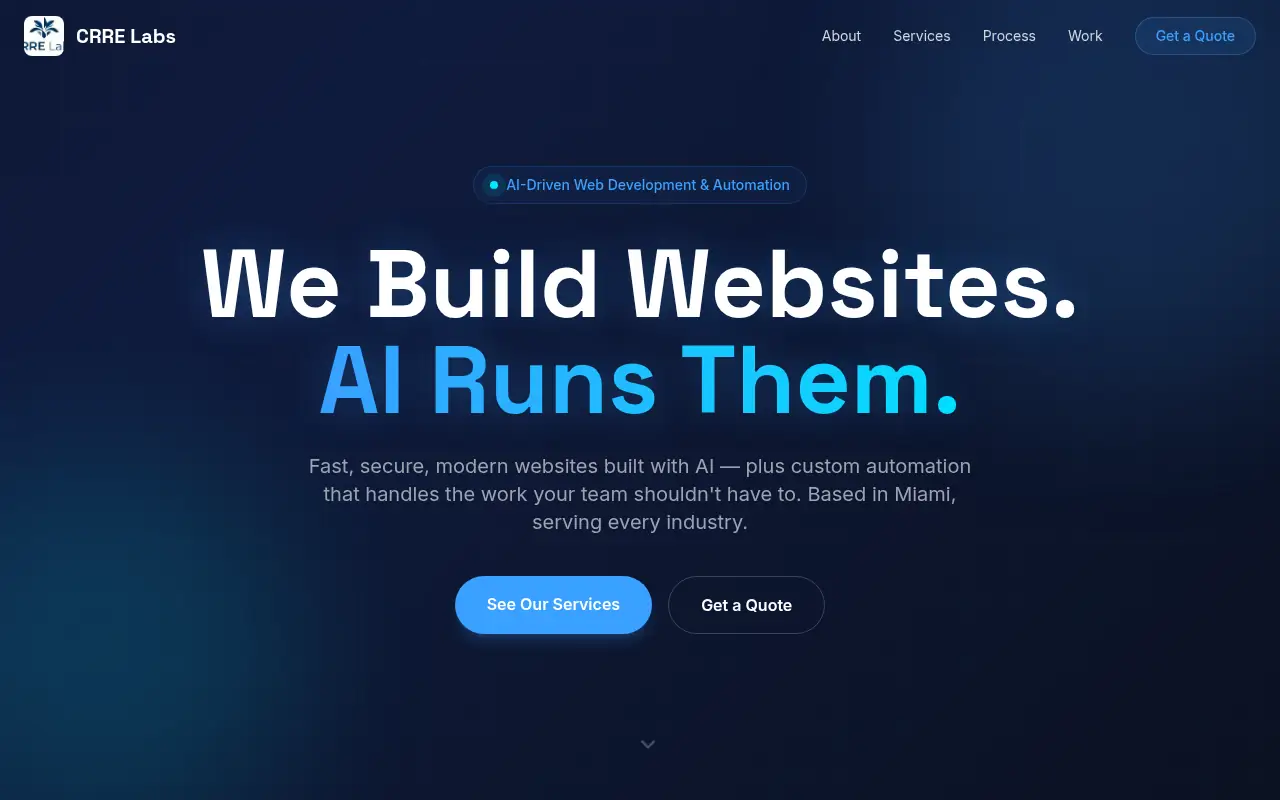 RRE La
CRRE Labs
About
Services
Process
Work
Get a Quote
AI-Driven Web Development & Automation
We Build Websites.
AI Runs Them.
Fast, secure, modern websites built with AI — plus custom automation
that handles the work your team shouldn't have to. Based in Miami,
serving every industry.
See Our Services
Get a Quote